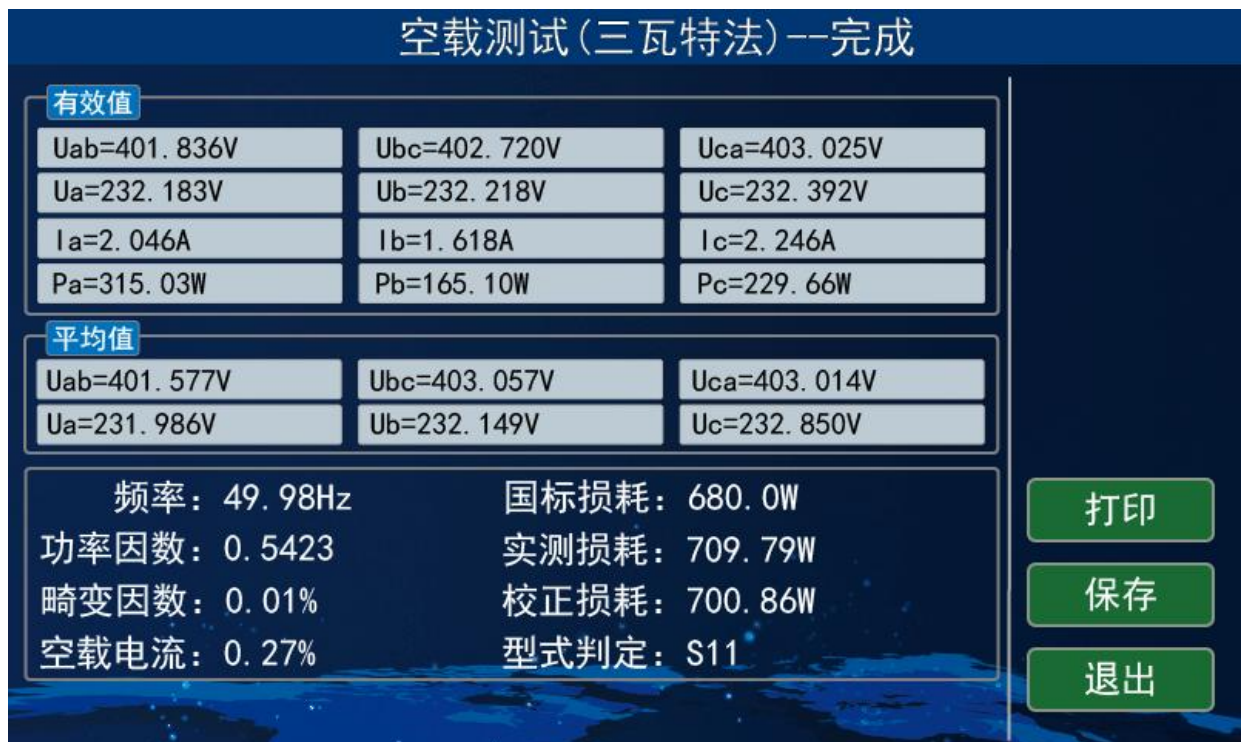 空载测试(三瓦特法)--完成
有效值
Uab=401.836V Ubc=402.720V Uca=403.025V
Ua=232.183V Ub=232.218V Uc=232.392V
Ia=2.046A Ib=1.618A Ic=2.246A
Pa=315.03W Pb=165.10W Pc=229.66W
平均值
Uab=401.577V Ubc=403.057V Uca=403.014V
Ua=231.986V Ub=232.149V Uc=232.850V
频率: 49.98Hz 国标损耗: 680.0W
功率因数: 0.5423 实测损耗: 709.79W
畸变因数: 0.01% 校正损耗: 700.86W
空载电流: 0.27% 型式判定: S11
打印
保存
退出